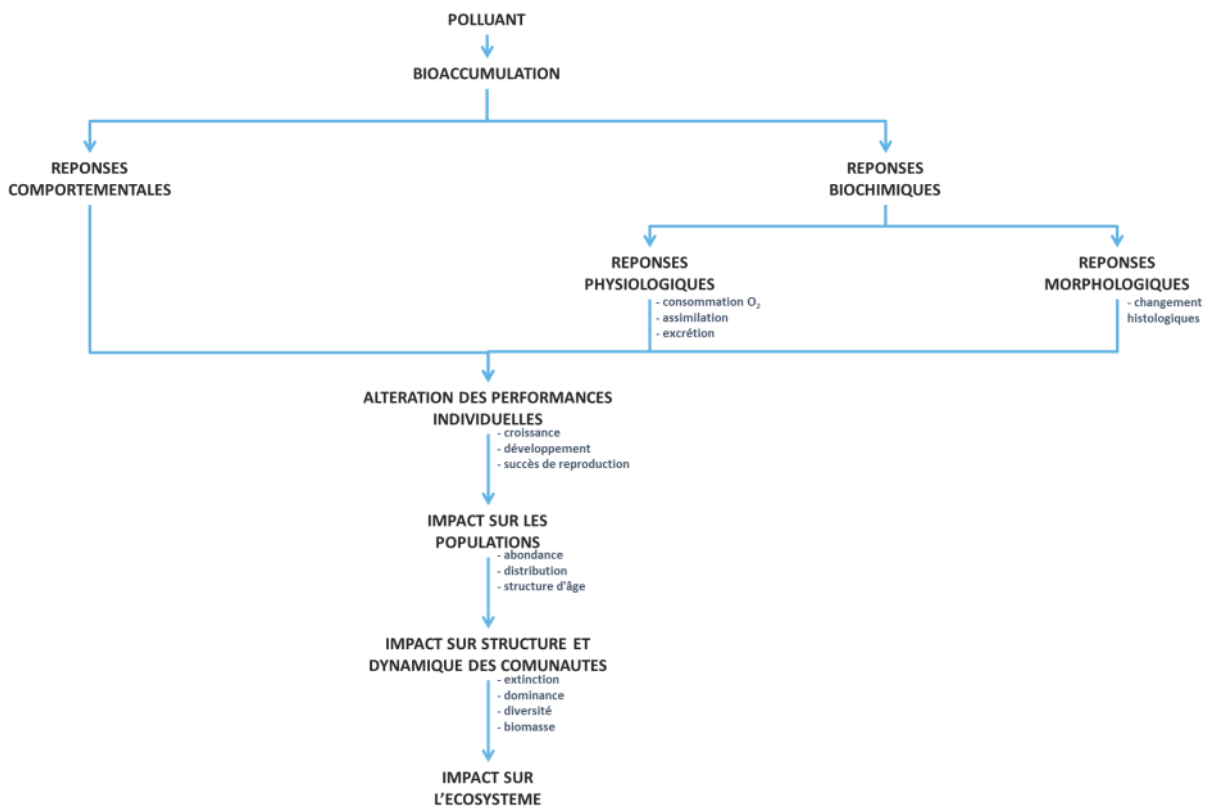 POLLUANT
BIOACCUMULATION
REPONSES
COMPORTEMENTALES
REPONSES
BIOCHIMIQUES
REPONSES
PHYSIOLOGIQUES
- consommation O₂
- assimilation
- excrétion
REPONSES
MORPHOLOGIQUES
- changement
histologiques
ALTERATION DES PERFORMANCES
INDIVIDUELLES
- croissance
- développement
- succès de reproduction
IMPACT SUR LES
POPULATIONS
- abondance
- distribution
- structure d'âge
IMPACT SUR STRUCTURE ET
DYNAMIQUE DES COMUNAUTES
- extinction
- dominance
- diversité
- biomasse
IMPACT SUR
L'ECOSYSTEME